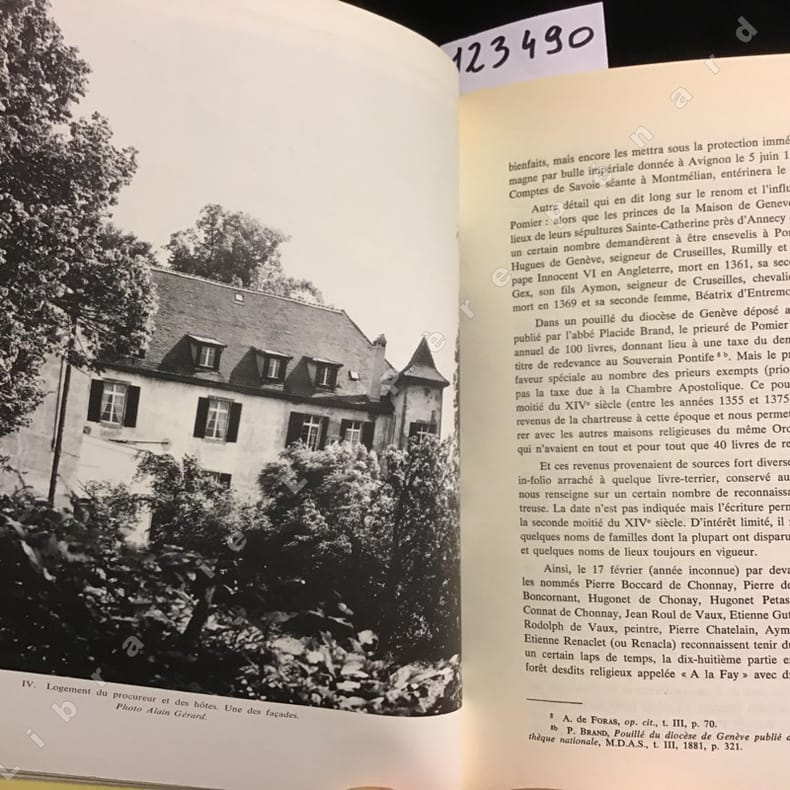 123490
IV. Logement du procureur et des hôtes. Une des façades.
Photo Alain Gérard.
bienfaits, mais encore les mettra sous la protection immé
magne par bulle impériale donnée à Avignon le 5 juin 1
Comptes de Savoie séante à Montmélian, entérinera le
Autre détail qui en dit long sur le renom et l'influ
Pomier : alors que les princes de la Maison de Genev
lieux de leurs sépultures Sainte-Catherine près d'Annecy
un certain nombre demandèrent à être ensevelis à Po
Hugues de Genève, seigneur de Cruseilles, Rumilly et
pape Innocent VI en Angleterre, mort en 1361, sa sec
Gex, son fils Aymon, seigneur de Cruseilles, chevali
mort en 1369 et sa seconde femme, Béatrix d'Entremo
Dans un pouillé du diocèse de Genève déposé a
publié par l'abbé Placide Brand, le prieuré de Pomier
annuel de 100 livres, donnant lieu à une taxe du den
titre de redevance au Souverain Pontife 8b. Mais le p
faveur spéciale au nombre des prieurs exempts (prio
pas la taxe due à la Chambre Apostolique. Ce pou
moitié du XIVe siècle (entre les années 1355 et 1375
revenus de la chartreuse à cette époque et nous permet
rer avec les autres maisons religieuses du même Ord
qui n'avaient en tout et pour tout que 40 livres de re
Et ces revenus provenaient de sources fort diverse
in-folio arraché à quelque livre-terrier, conservé au
nous renseigne sur un certain nombre de reconnaissa
treuse. La date n'est pas indiquée mais l'écriture perm
la seconde moitié du XIVe siècle. D'intérêt limité, il
quelques noms de familles dont la plupart ont disparu
et quelques noms de lieux toujours en vigueur.
Ainsi, le 17 février (année inconnue) par deva
les nommés Pierre Boccard de Chonnay, Pierre de
Boncornant, Hugonet de Chonay, Hugonet Petas
Connat de Chonnay, Jean Roul de Vaux, Etienne Gut
Rodolph de Vaux, peintre, Pierre Chatelain, Aym
Etienne Renaclet (ou Renacla) reconnaissent tenir d
un certain laps de temps, la dix-huitième partie e
forêt desdits religieux appelée « A la Fay » avec d
8 A. de FORAS, op. cit., t. III, p. 70.
8b P. BRAND, Pouillé du diocèse de Genève publié
thèque nationale, M.D.A.S., t. III, 1881, p. 321.